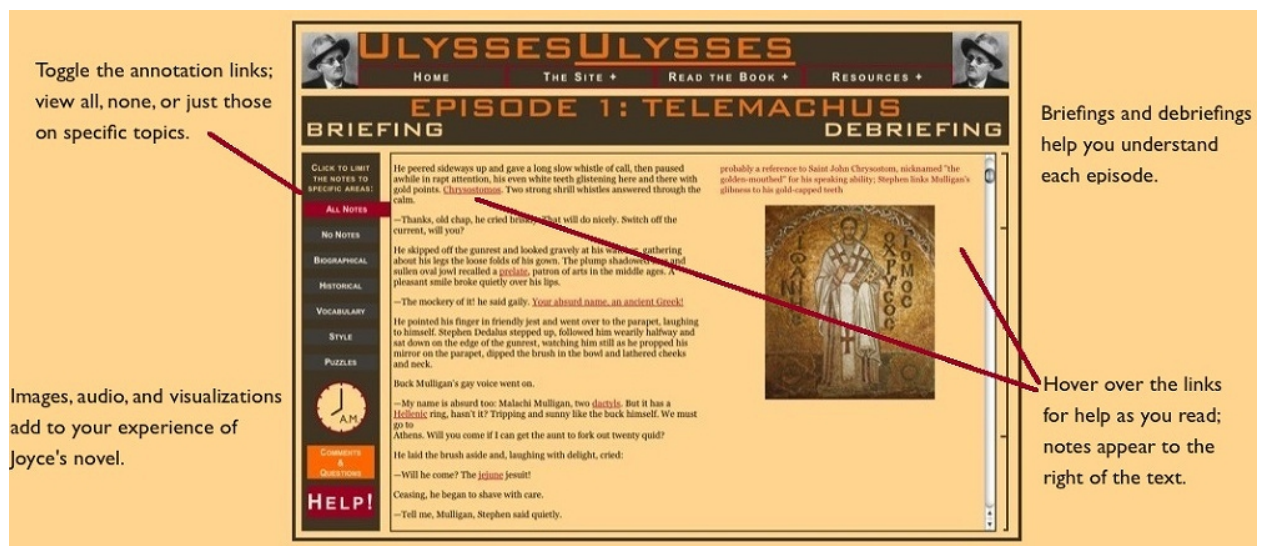 Toggle the annotation links;
view all, none, or just those
on specific topics.
Images, audio, and visualizations
add to your experience of
Joyce's novel.
ULYSSESULYSSES
HOME
THE SITE +
READ THE BOOK +
RESOURCES +
EPISODE 1: TELEMACHUS
BRIEFING
DEBRIEFING
CLICK TO LIMIT
THE NOTES TO
SPECIFIC AREAS:
ALL NOTES
NO NOTES
BIOGRAPHICAL
HISTORICAL
VOCABULARY
STYLE
PUZZLES
A.M.
COMMENTS
&
QUESTIONS
HELP!
He peered sideways up and gave a long slow whistle of call, then paused
awhile in rapt attention, his even white teeth glistening here and there with
gold points. Chrysostomos. Two strong shrill whistles answered through the
calm.
—Thanks, old chap, he cried briskly. That will do nicely. Switch off the
current, will you?
He skipped off the gunrest and looked gravely at his watcher, gathering
about his legs the loose folds of his gown. The plump shadowed face and
sullen oval jowl recalled a prelate, patron of arts in the middle ages. A
pleasant smile broke quietly over his lips.
—The mockery of it! he said gaily. Your absurd name, an ancient Greek!
He pointed his finger in friendly jest and went over to the parapet, laughing
to himself. Stephen Dedalus stepped up, followed him wearily halfway and
sat down on the edge of the gunrest, watching him still as he propped his
mirror on the parapet, dipped the brush in the bowl and lathered cheeks
and neck.
Buck Mulligan's gay voice went on.
—My name is absurd too: Malachi Mulligan, two dactyls. But it has a
Hellenic ring, hasn't it? Tripping and sunny like the buck himself. We must
go to
Athens. Will you come if I can get the aunt to fork out twenty quid?
He laid the brush aside and, laughing with delight, cried:
—Will he come? The jejune jesuit!
Ceasing, he began to shave with care.
—Tell me, Mulligan, Stephen said quietly.
probably a reference to Saint John Chrysostom, nicknamed "the
golden-mouthed" for his speaking ability; Stephen links Mulligan's
glibness to his gold-capped teeth
Briefings and debriefings
help you understand
each episode.
Hover over the links
for help as you read;
notes appear to the
right of the text.